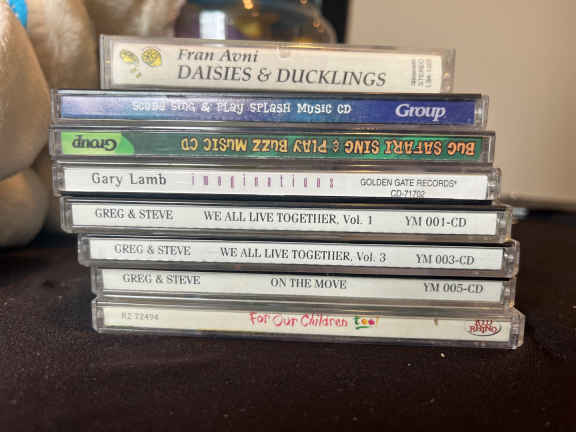 Fran Avni
DAISIES & DUCKLINGS
STEREO
Scuba Sing & Play Splash Music CD Group
Group BUG SAFARI SING & PLAY BUZZ MUSIC CD
Gary Lamb imaginations GOLDEN GATE RECORDS®
CD-71702
GREG & STEVE WE ALL LIVE TOGETHER, Vol. 1 YM 001-CD
GREG & STEVE WE ALL LIVE TOGETHER, Vol. 3 YM 003-CD
GREG & STEVE ON THE MOVE YM 005-CD
R2 72494 For Our Children too! KID RHINO